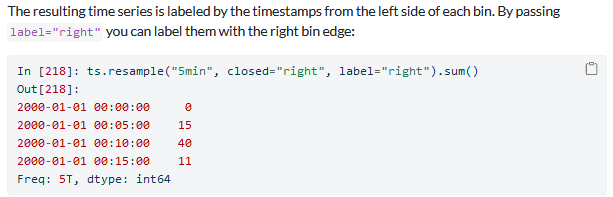 The resulting time series is labeled by the timestamps from the left side of each bin. By passing
label="right" you can label them with the right bin edge:
In [218]: ts.resample("5min", closed="right", label="right").sum()
Out[218]:
2000-01-01 00:00:00     0
2000-01-01 00:05:00    15
2000-01-01 00:10:00    40
2000-01-01 00:15:00    11
Freq: 5T, dtype: int64